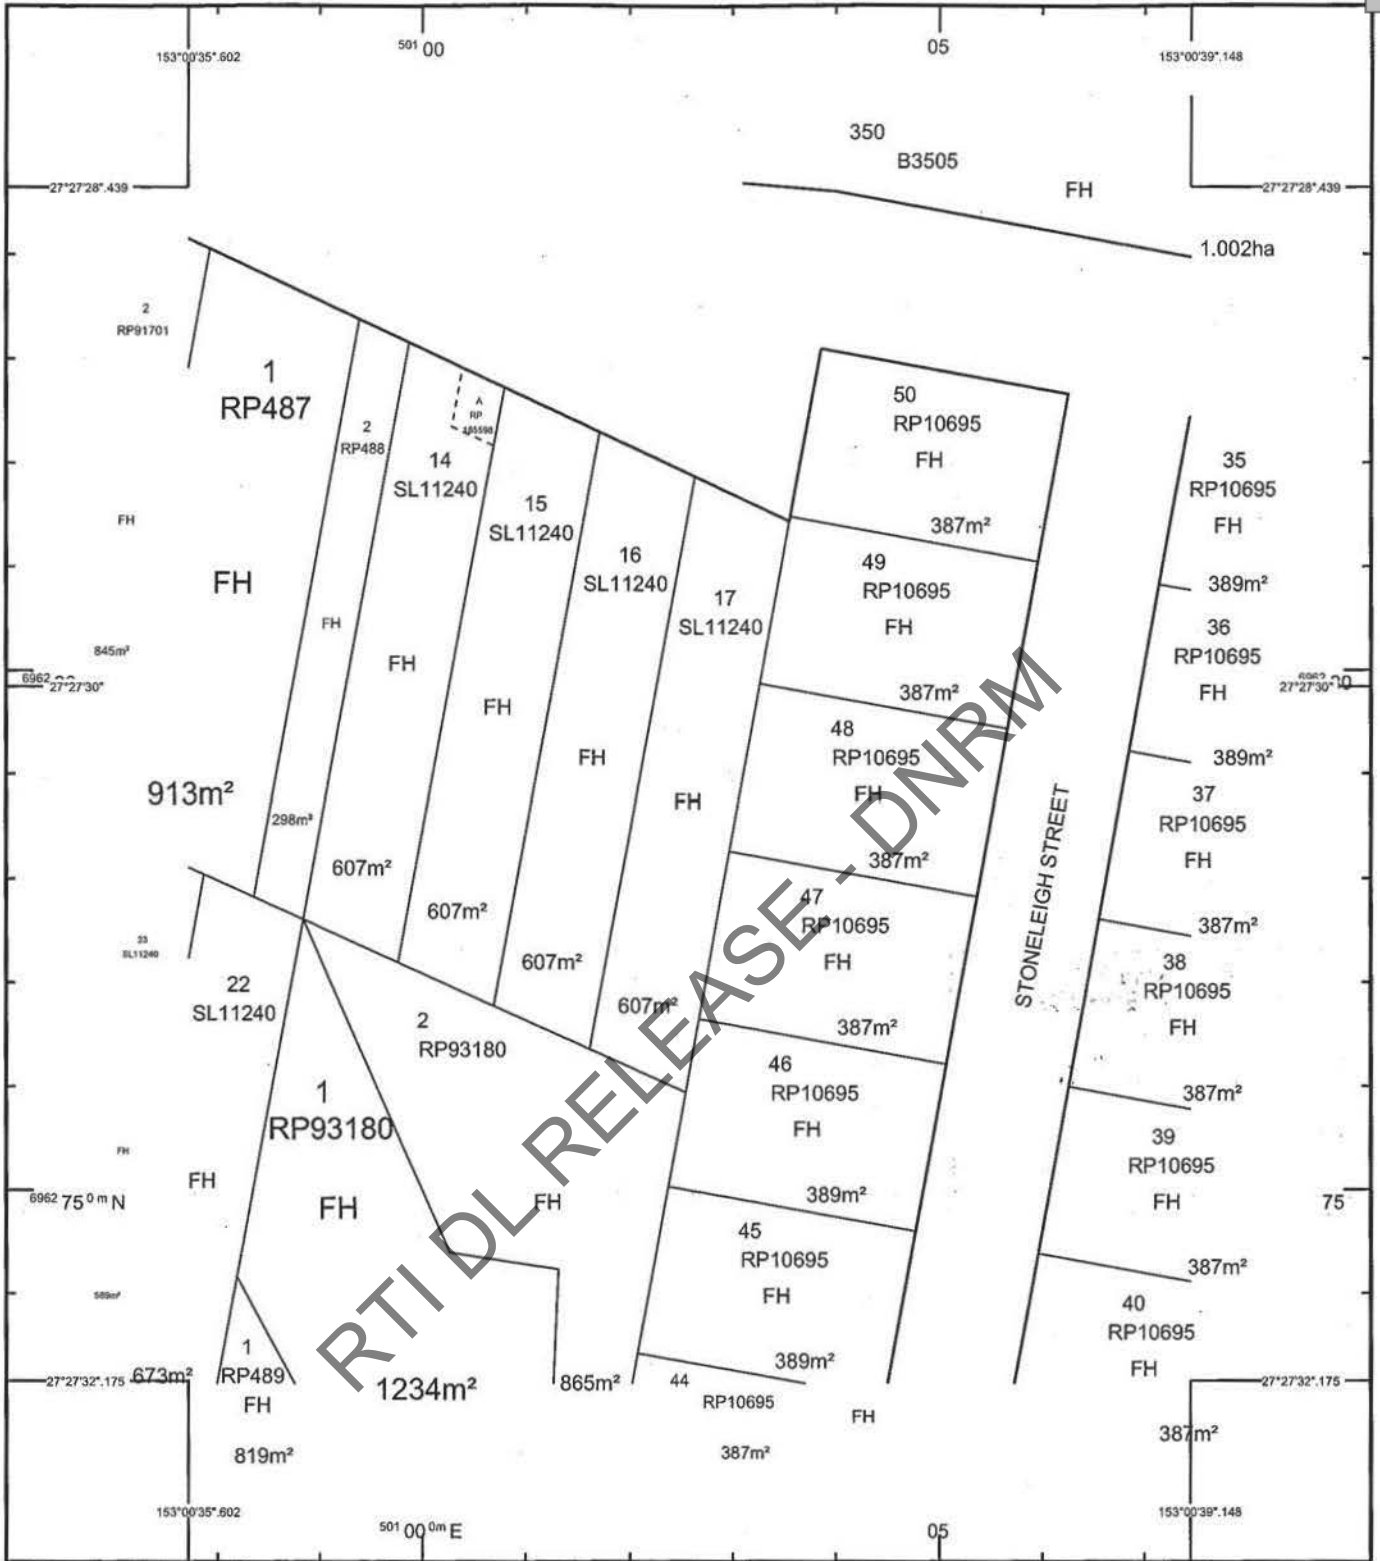 501 00
05
153°00'35".602
153°00'39".148
350
B3505
FH
27°27'28".439
27°27'28".439
1.002ha
2
RP91701
1
RP487
A
RP
2
RP488
14
SL11240
15
SL11240
16
SL11240
17
SL11240
50
RP10695
FH
387m²
35
RP10695
FH
389m²
49
RP10695
FH
387m²
36
RP10695
FH
389m²
FH
FH
FH
FH
FH
FH
FH
845m²
6962
27°27'30"
27°27'30"
48
RP10695
FH
387m²
37
RP10695
FH
387m²
913m²
298m²
607m²
607m²
607m²
607m²
STONELEIGH STREET
47
RP10695
FH
387m²
38
RP10695
FH
387m²
SL11240
22
SL11240
2
RP93180
1
RP93180
46
RP10695
FH
389m²
39
RP10695
FH
387m²
FH
FH
FH
FH
6962 75 0m N
75
45
RP10695
FH
389m²
40
RP10695
FH
387m²
1
RP489
FH
819m²
27°27'32".175
673m²
1234m²
865m²
44
RP10695
FH
387m²
27°27'32".175
153°00'35".602
153°00'39".148
501 00 0m E
05
RTI DL RELEASE - DNRM